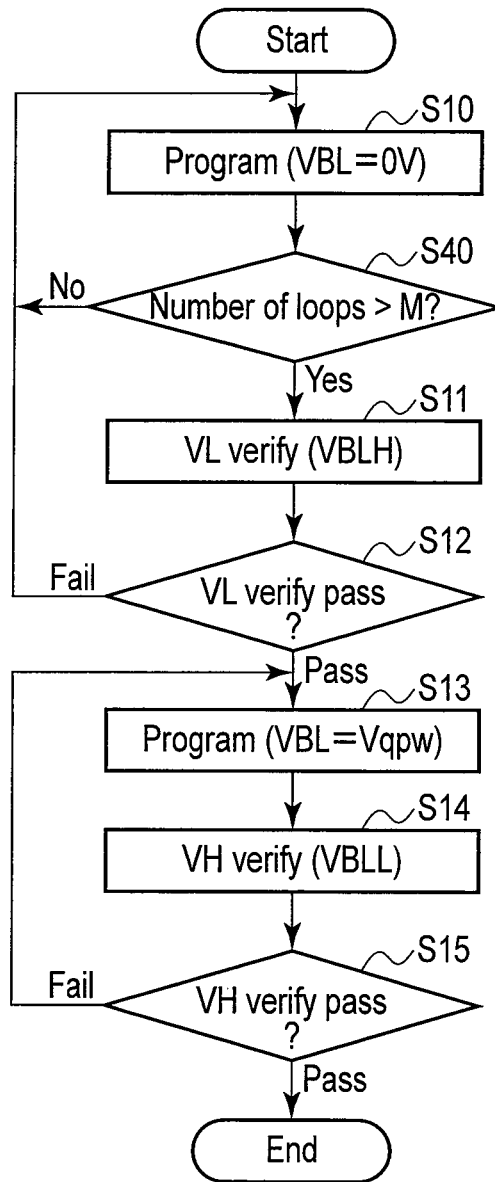 Start
S10
Program (VBL=0V)
S40
No
Number of loops > M?
Yes
S11
VL verify (VBLH)
S12
Fail
VL verify pass
?
Pass
S13
Program (VBL=Vqpw)
S14
VH verify (VBLL)
S15
Fail
VH verify pass
?
Pass
End